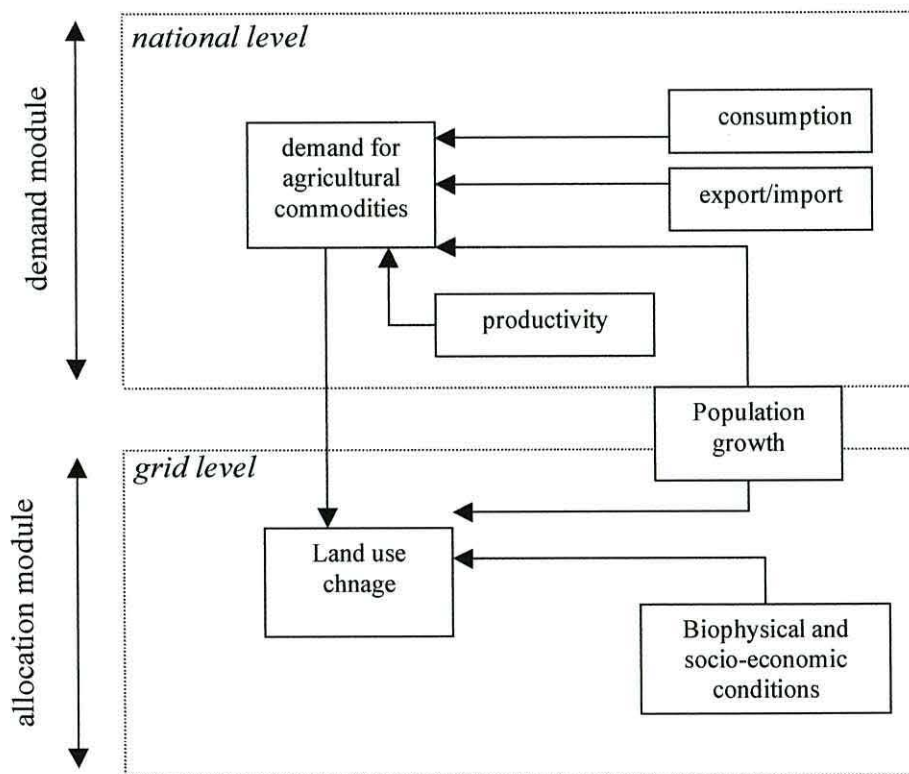 national level
demand module
consumption
demand for
agricultural
commodities
export/import
productivity
Population
growth
grid level
allocation module
Land use
chnage
Biophysical and
socio-economic
conditions